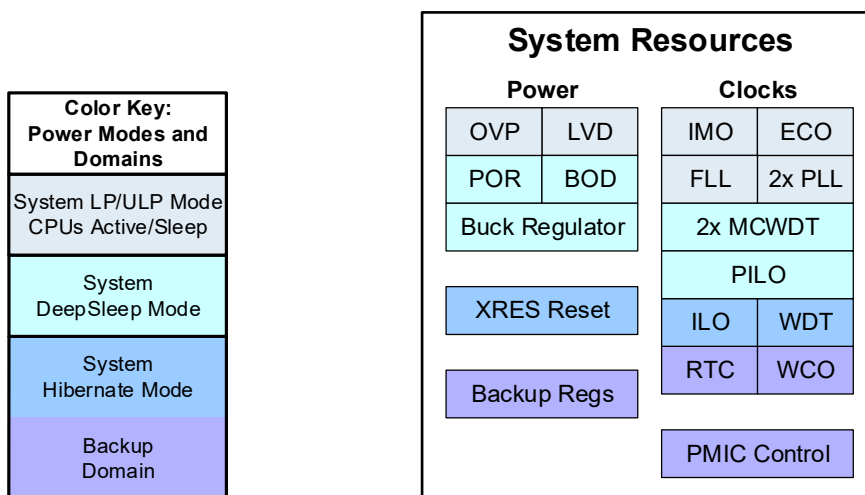 Color Key:
Power Modes and
Domains
System LP/ULP Mode
CPUs Active/Sleep
System
DeepSleep Mode
System
Hibernate Mode
Backup
Domain
System Resources
Power
OVP LVD
POR BOD
Buck Regulator
XRES Reset
Backup Regs
Clocks
IMO ECO
FLL 2x PLL
2x MCWDT
PILO
ILO WDT
RTC WCO
PMIC Control